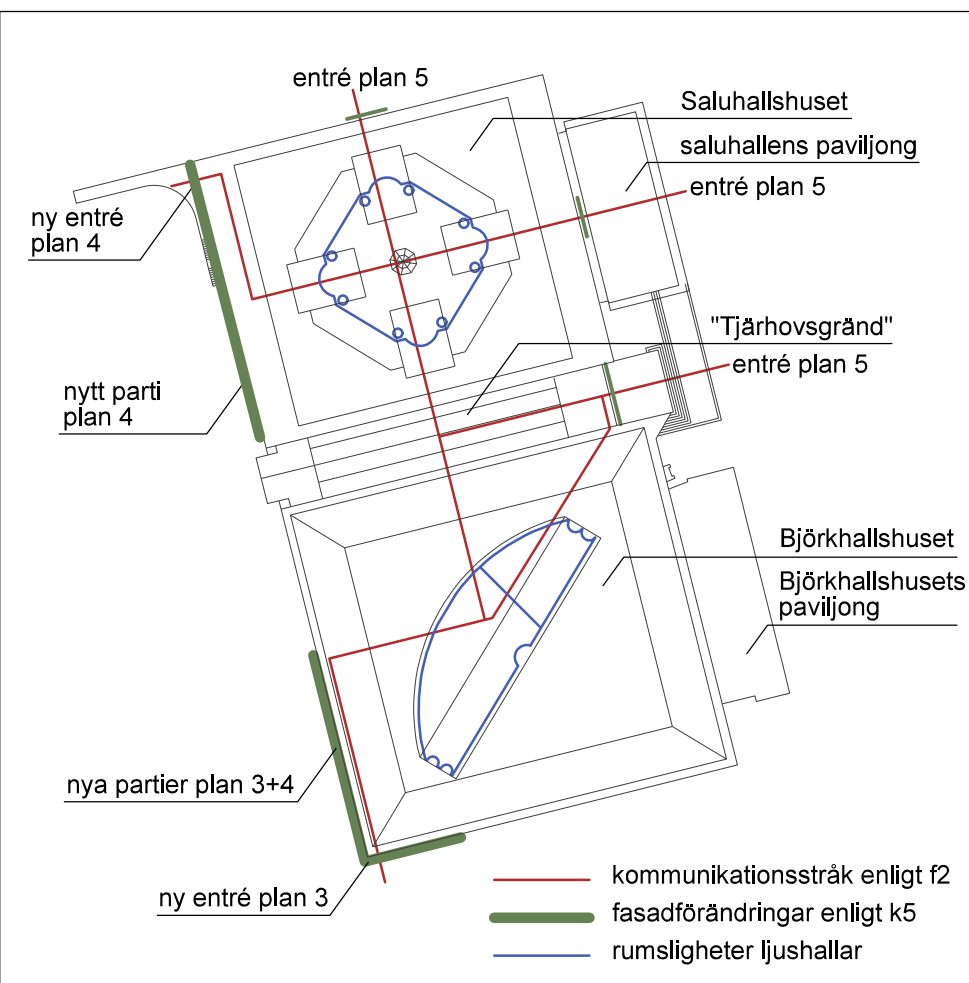 entré plan 5
Saluhallshuset
saluhallens paviljong
entré plan 5
ny entré
plan 4
"Tjärhovsgränd"
entré plan 5
nytt parti
plan 4
Björkhallshuset
Björkhallshusets
paviljong
nya partier plan 3+4
ny entré plan 3
kommunikationsstråk enligt f2
fasadförändringar enligt k5
rumsligheter ljushallar